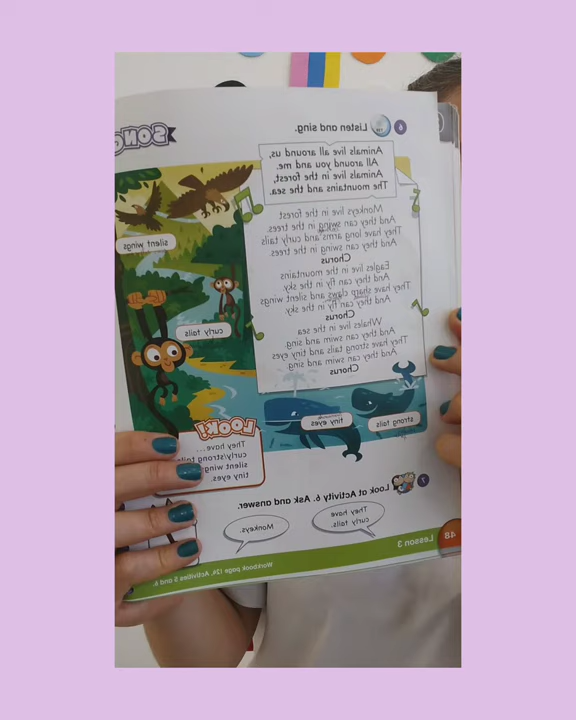 SONG
6 Listen and sing.
Animals live all around us,
All around you and me.
Animals live in the forest,
The mountains and the sea.
Monkeys live in the forest
And they can swing in the trees.
They have long arms and curly tails
And they can swing in the trees.
Chorus
Eagles live in the mountains
And they can fly in the sky.
They have sharp claws and silent wings
And they can fly in the sky.
Chorus
Whales live in the sea
And they can swim and sing.
They have strong tails and tiny eyes
And they can swim and sing.
Chorus
silent wings
curly tails
tiny eyes
strong tails
LOOK!
They have...
curly/strong tails
silent wings
tiny eyes.
7 Look at Activity 6. Ask and answer.
They have
curly tails.
Monkeys.
48 Lesson 3
Workbook page 124, Activities 5 and 6